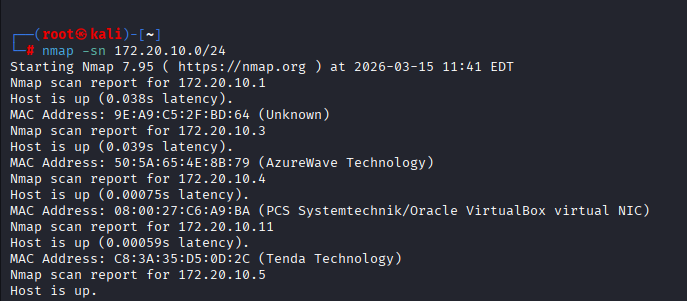 ┌──(root㉿kali)-[~]
└─# nmap -sn 172.20.10.0/24
Starting Nmap 7.95 ( https://nmap.org ) at 2026-03-15 11:41 EDT
Nmap scan report for 172.20.10.1
Host is up (0.038s latency).
MAC Address: 9E:A9:C5:2F:BD:64 (Unknown)
Nmap scan report for 172.20.10.3
Host is up (0.039s latency).
MAC Address: 50:5A:65:4E:8B:79 (AzureWave Technology)
Nmap scan report for 172.20.10.4
Host is up (0.00075s latency).
MAC Address: 08:00:27:C6:A9:BA (PCS Systemtechnik/Oracle VirtualBox virtual NIC)
Nmap scan report for 172.20.10.11
Host is up (0.00059s latency).
MAC Address: C8:3A:35:D5:0D:2C (Tenda Technology)
Nmap scan report for 172.20.10.5
Host is up.